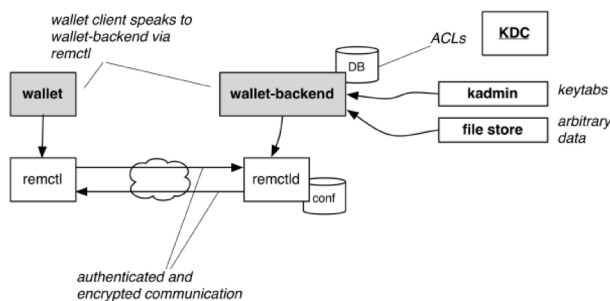 wallet client speaks to
wallet-backend via
remctl
ACLs
KDC
DB
wallet
wallet-backend
kadmin
keytabs
file store
arbitrary
data
remctl
remctld
conf
authenticated and
encrypted communication